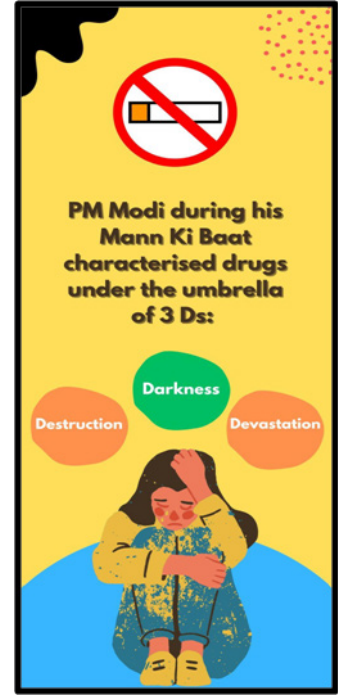 PM Modi during his
Mann Ki Baat
characterised drugs
under the umbrella
of 3 Ds:
Darkness
Destruction
Devastation